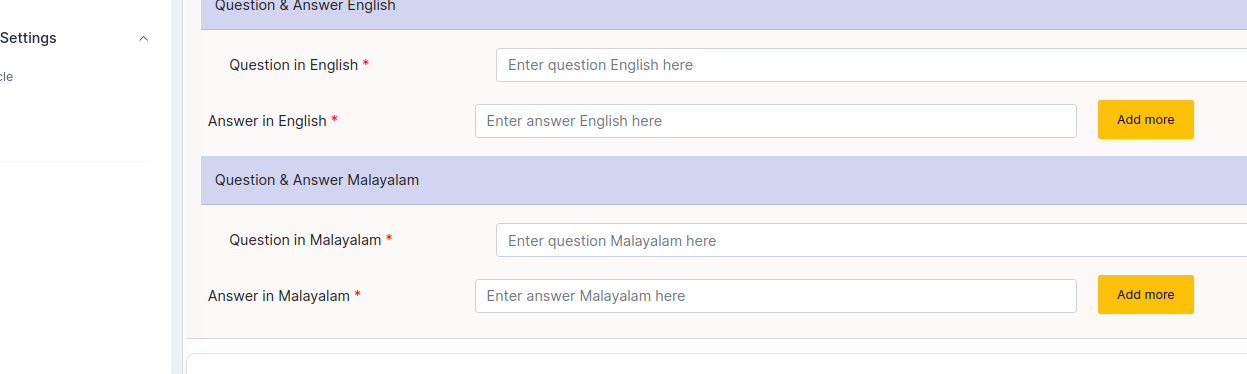 Question & Answer English
Settings
Question in English *
Enter question English here
cle
Answer in English *
Enter answer English here
Add more
Question & Answer Malayalam
Question in Malayalam *
Enter question Malayalam here
Answer in Malayalam *
Enter answer Malayalam here
Add more